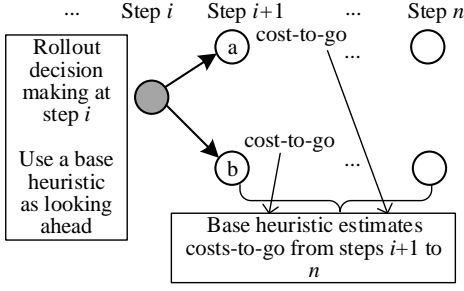 ... Step i Step i+1 ... Step n
Rollout
decision
making at
step i
Use a base
heuristic
as looking
ahead
a
cost-to-go
...
cost-to-go
b
...
Base heuristic estimates
costs-to-go from steps i+1 to
n